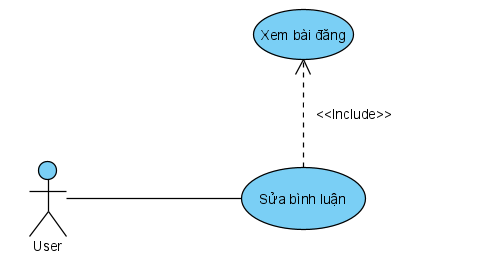 Xem bài đăng
<<Include>>
Sửa bình luận
User